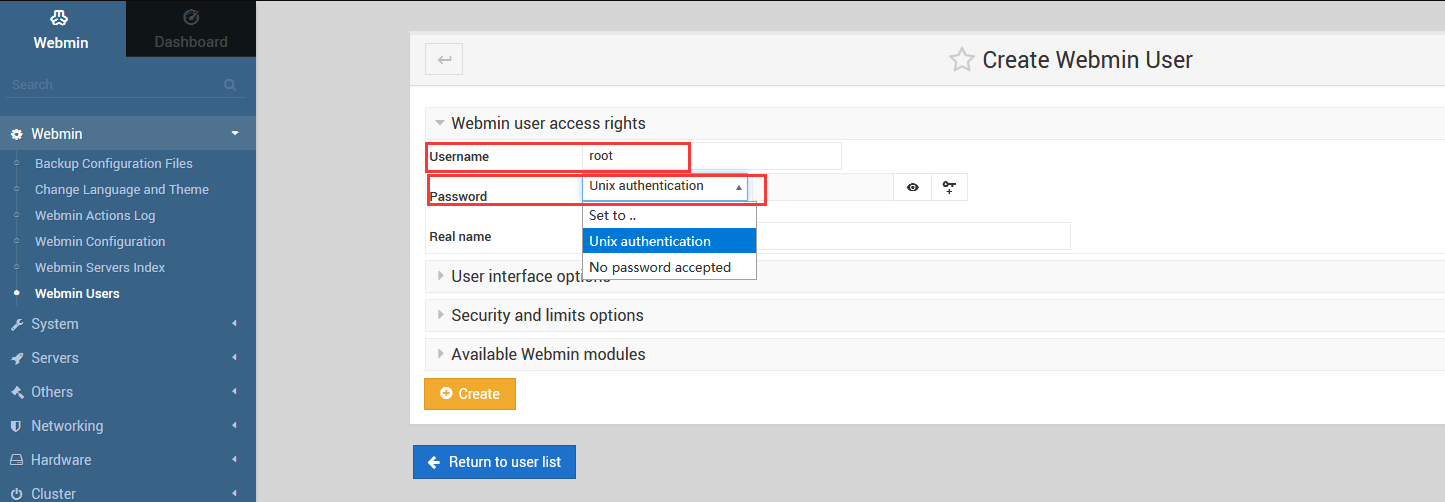 Webmin
Dashboard
Search
Webmin
Backup Configuration Files
Change Language and Theme
Webmin Actions Log
Webmin Configuration
Webmin Servers Index
Webmin Users
System
Servers
Others
Networking
Hardware
Cluster
Create Webmin User
Webmin user access rights
Username root
Password Unix authentication
Set to ..
Unix authentication
No password accepted
Real name
User interface options
Security and limits options
Available Webmin modules
Create
Return to user list